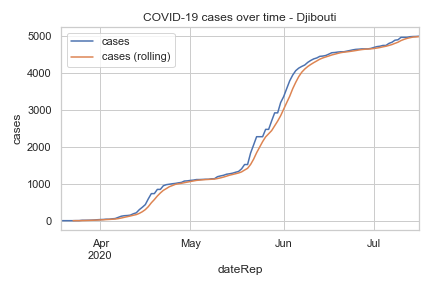 COVID-19 cases over time - Djibouti
cases
cases (rolling)
5000
4000
3000
2000
1000
0
cases
Apr
2020
May
Jun
Jul
dateRep